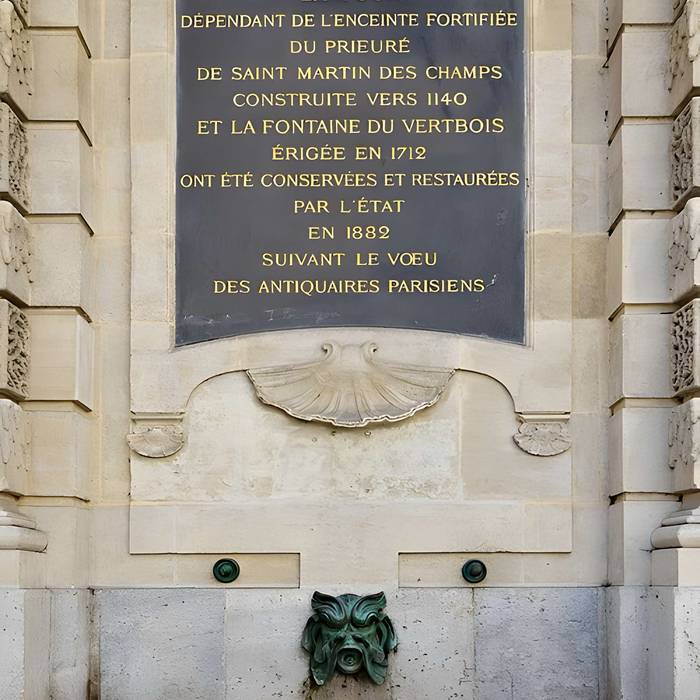 DÉPENDANT DE L'ENCEINTE FORTIFIÉE
DU PRIEURÉ
DE SAINT MARTIN DES CHAMPS
CONSTRUITE VERS 1140
ET LA FONTAINE DU VERTBOIS
ÉRIGÉE EN 1712
ONT ÉTÉ CONSERVÉES ET RESTAURÉES
PAR L'ÉTAT
EN 1882
SUIVANT LE VŒU
DES ANTIQUAIRES PARISIENS